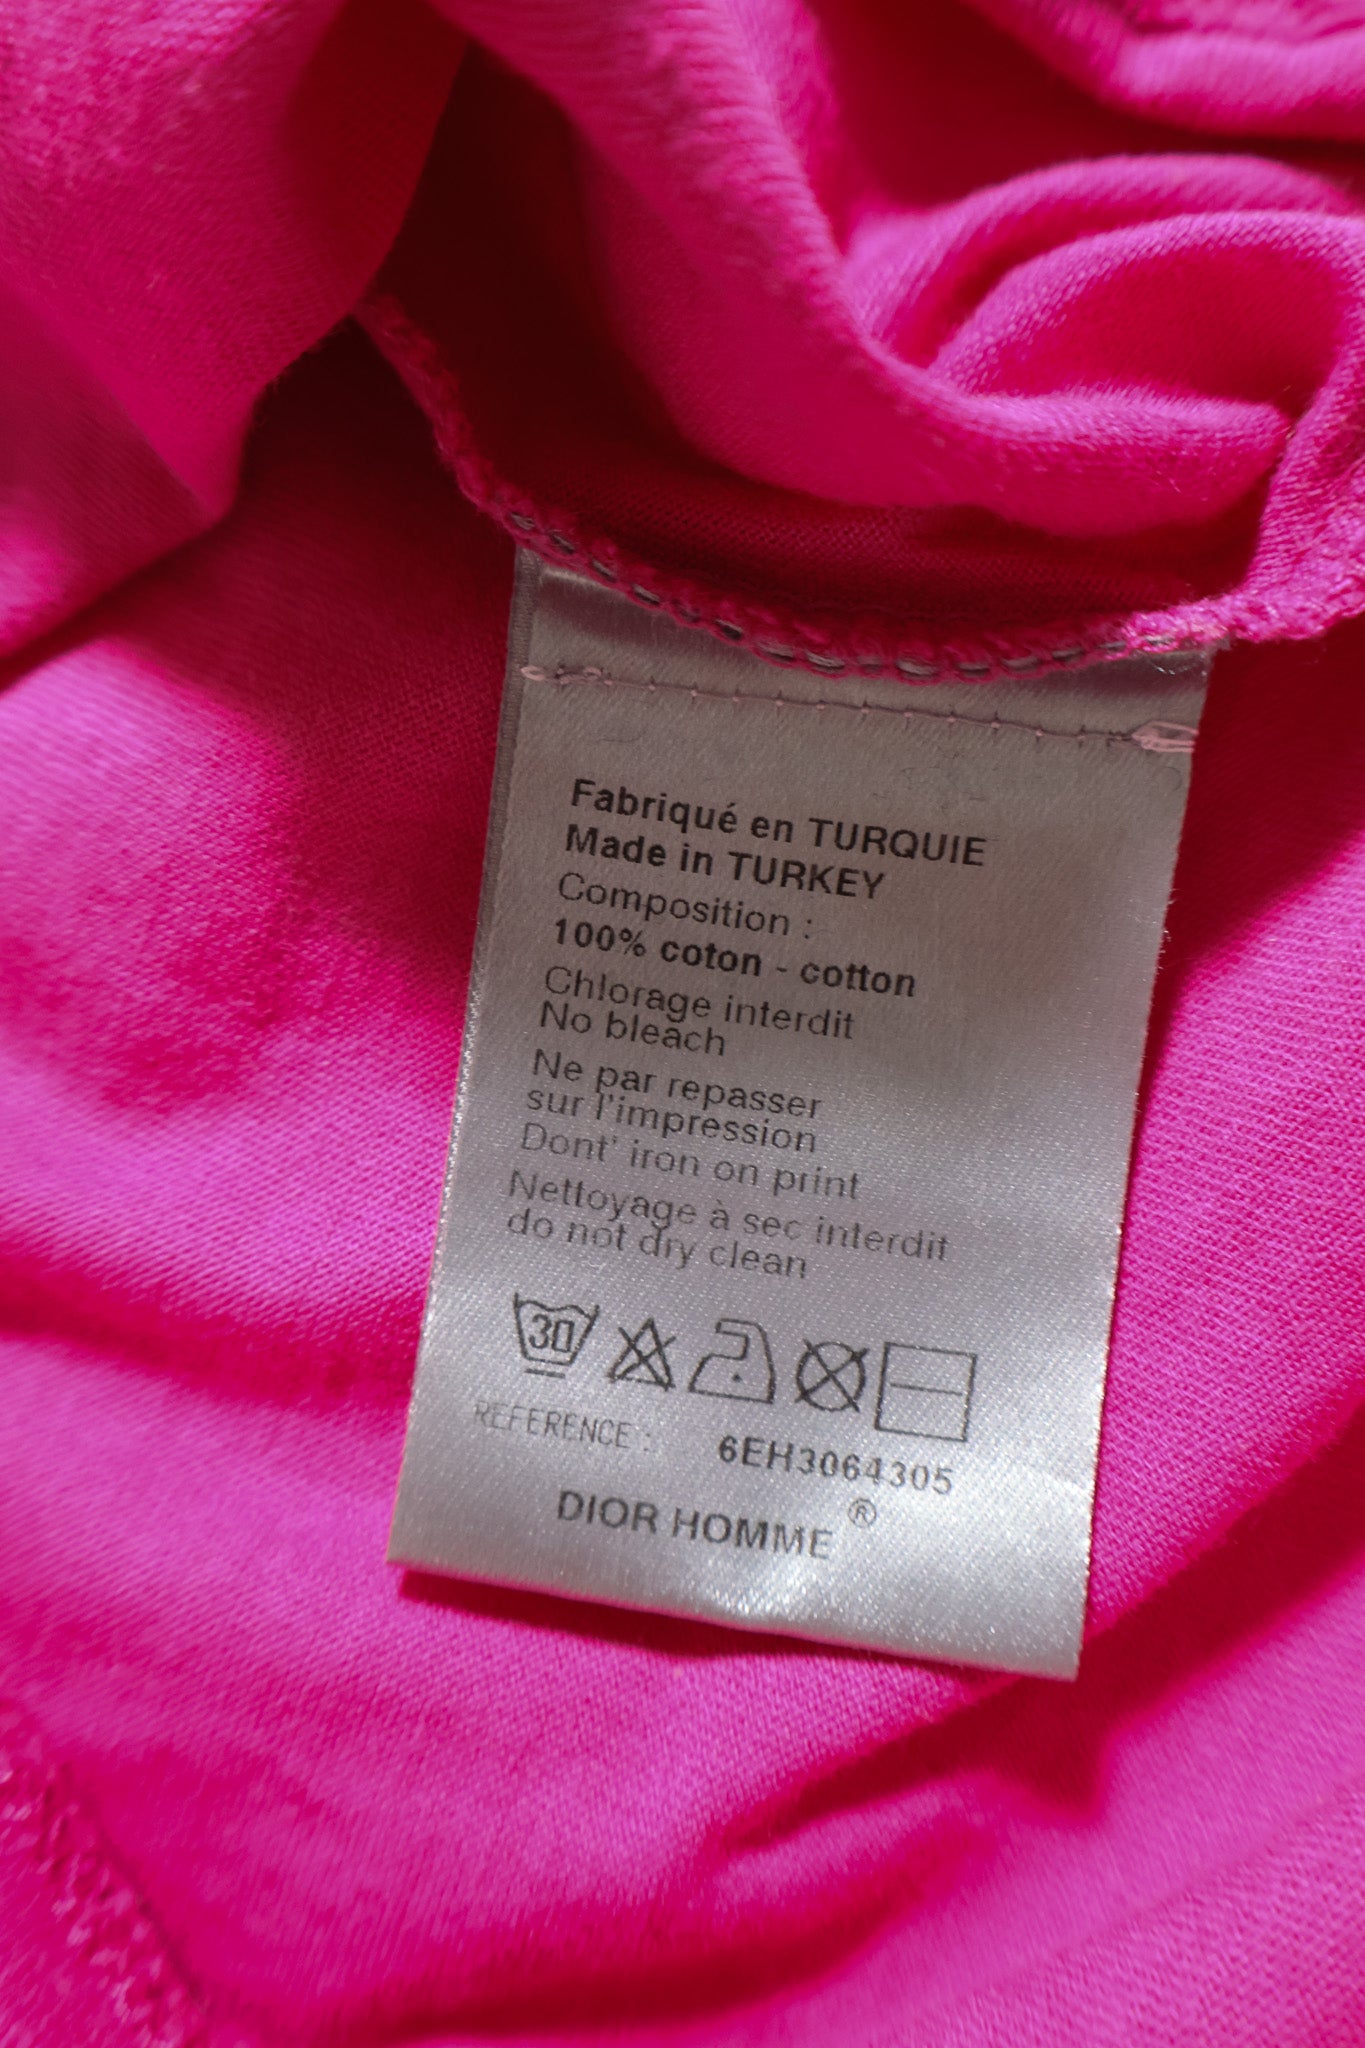 Fabriqué en TURQUIE
Made in TURKEY
Composition :
100% coton - cotton
Chlorage interdit
No bleach
Ne par repasser
sur l'impression
Dont' iron on print
Nettoyage à sec interdit
do not dry clean
30
REFERENCE : 6EH3064305
DIOR HOMME ®